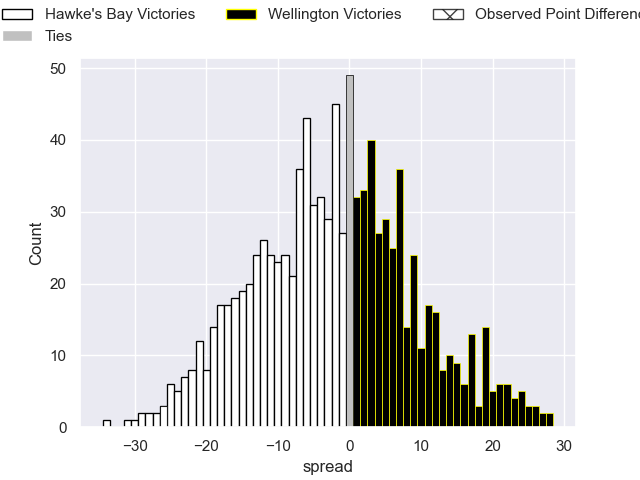 Hawke's Bay Victories
Wellington Victories
Observed Point
Ties
50
40
30
20
10
0
Count
−30
−20
−10
0
10
20
30
spread